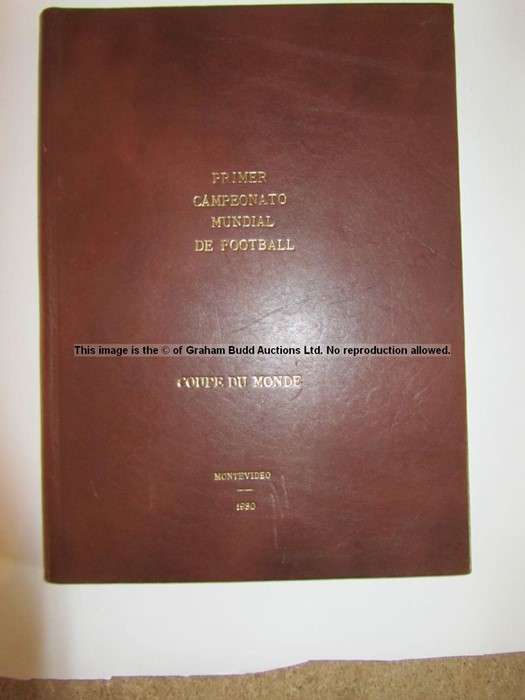 PRIMER
CAMPEONATO
MUNDIAL
DE FOOTBALL
This image is the © of Graham Budd Auctions Ltd. No reproduction allowed.
COUPE DU MONDE
MONTEVIDEO
1930